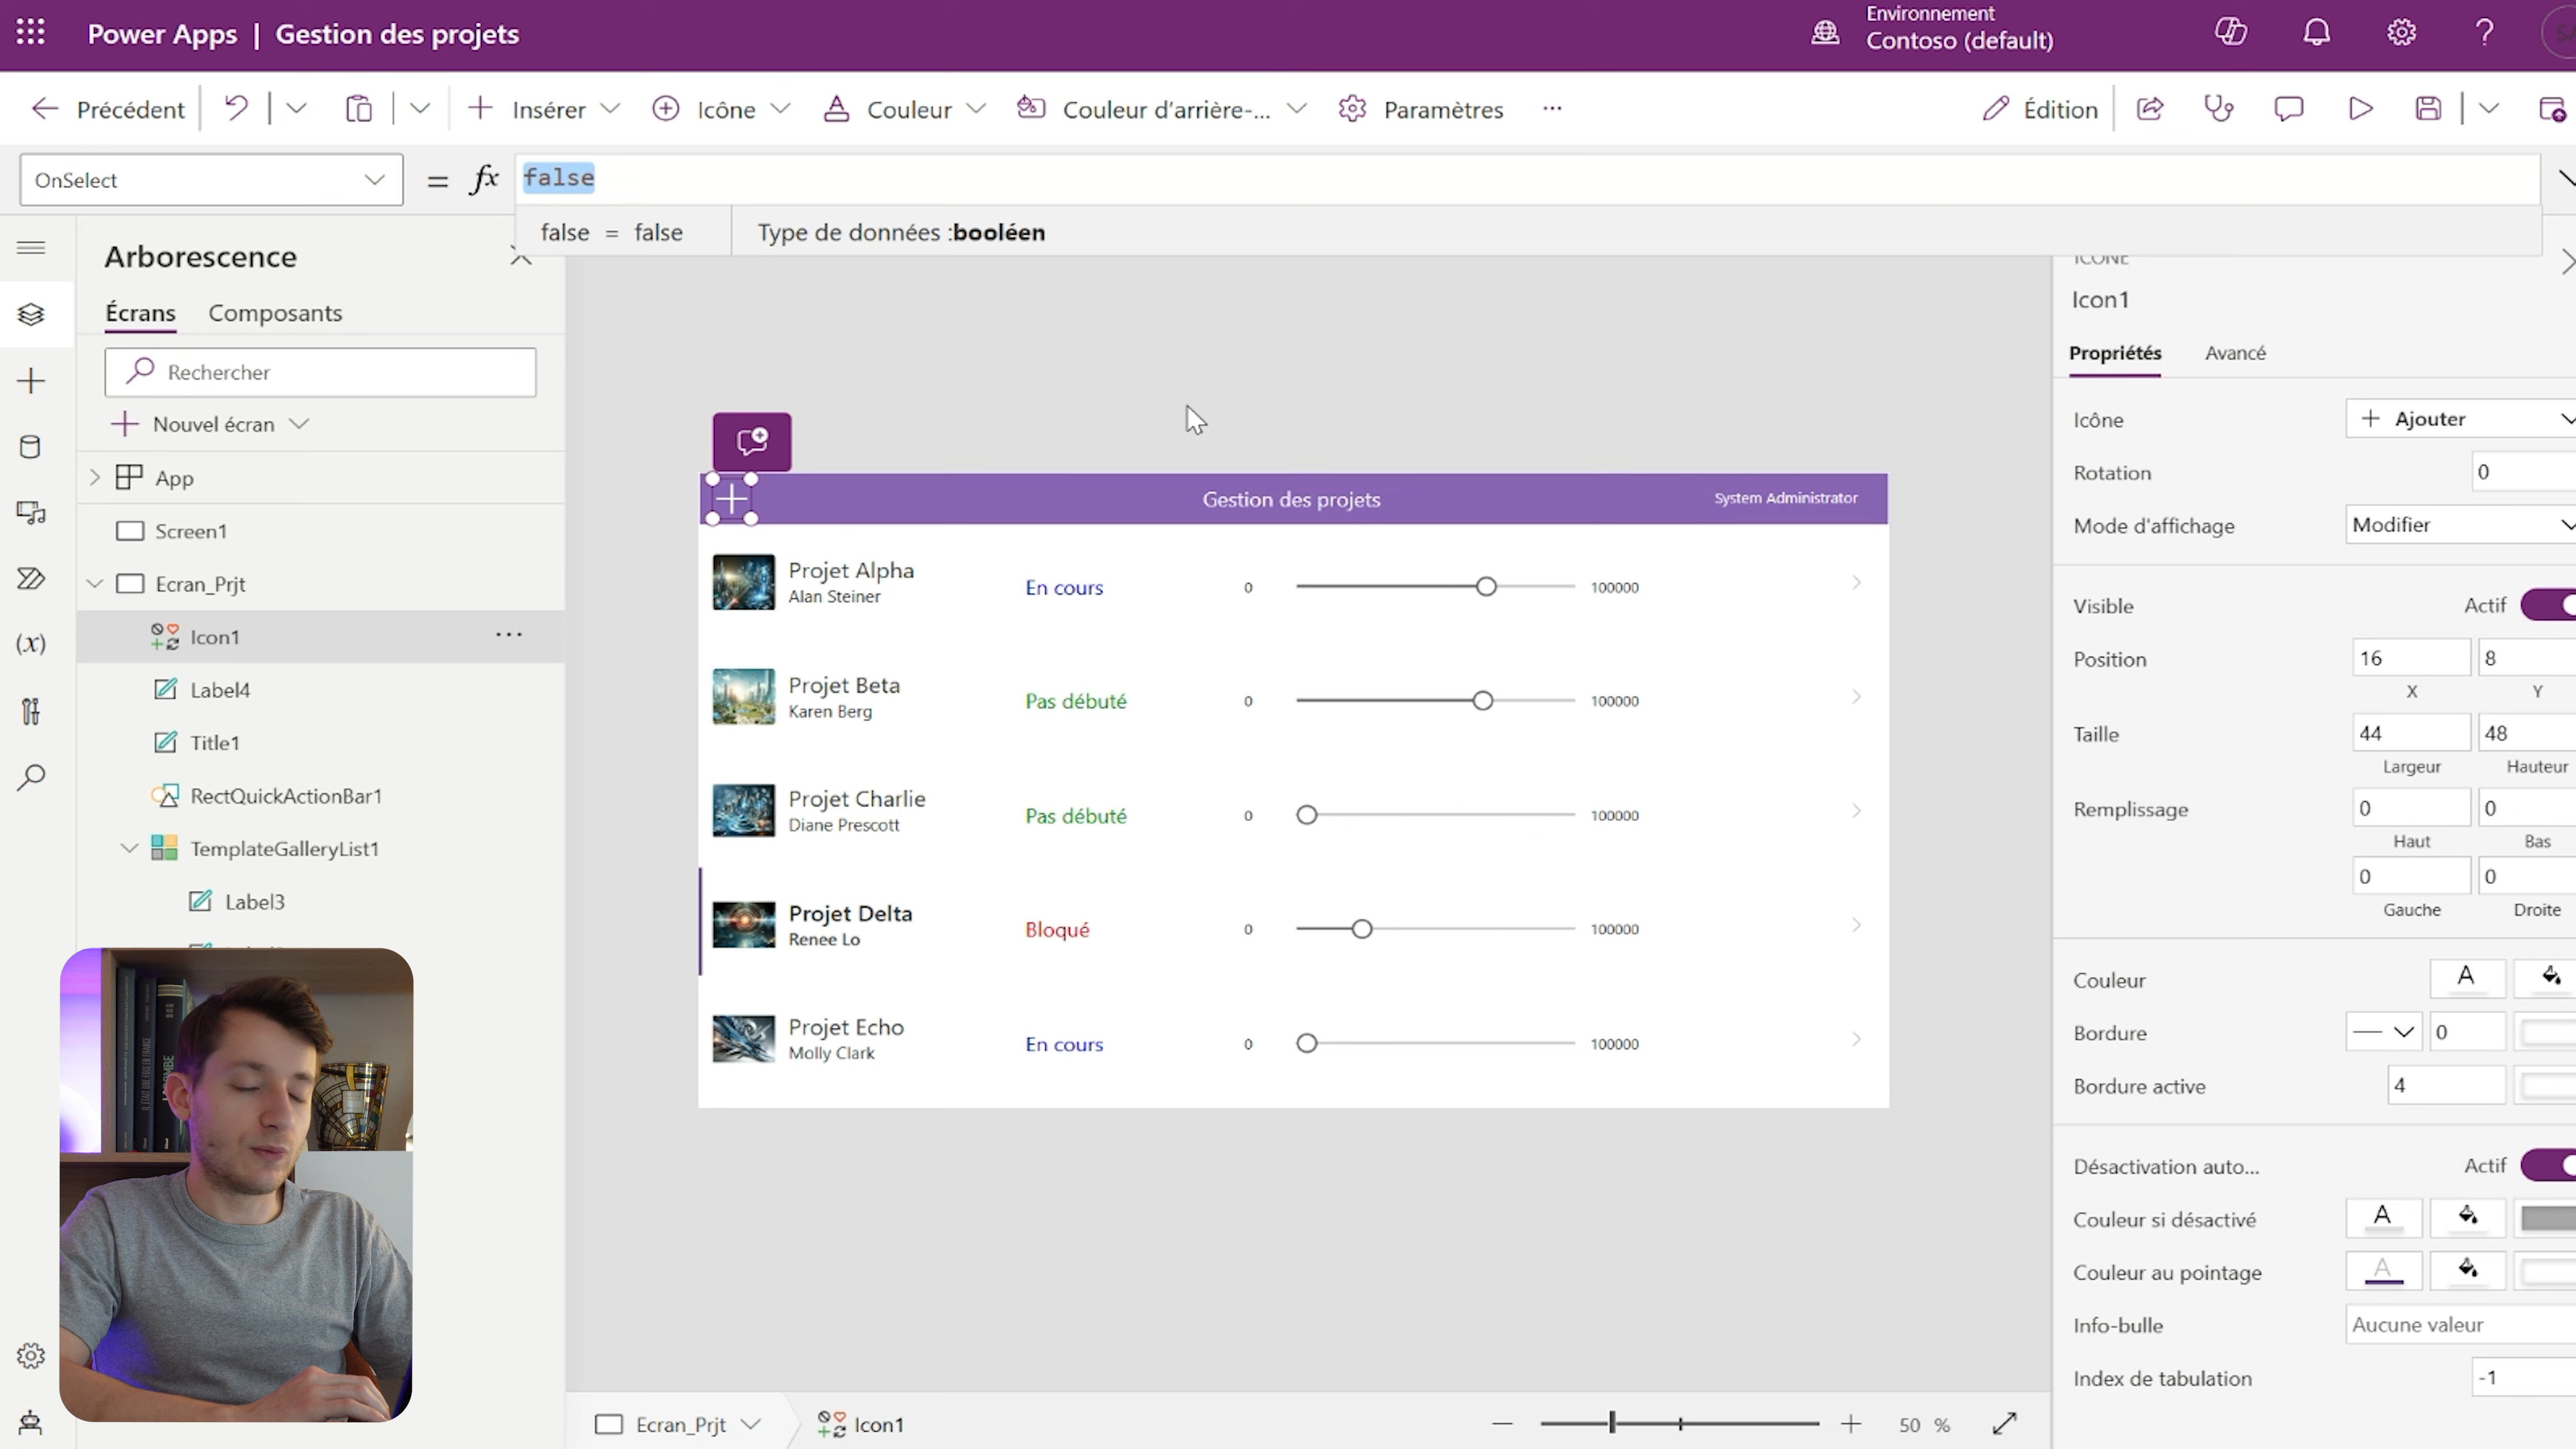 Power Apps | Gestion des projets
Environnement
Contoso (default)
Précédent
Insérer
Icône
Couleur
Couleur d'arrière-...
Paramètres
...
Édition
OnSelect
= fx false
false = false
Type de données :booléen
Arborescence
Écrans
Composants
Rechercher
Nouvel écran
App
Screen1
Ecran_Prjt
Icon1
Label4
Title1
RectQuickActionBar1
TemplateGalleryList1
Label3
Gestion des projets
System Administrator
Projet Alpha
Alan Steiner
En cours
0
100000
Projet Beta
Karen Berg
Pas débuté
0
100000
Projet Charlie
Diane Prescott
Pas débuté
0
100000
Projet Delta
Renee Lo
Bloqué
0
100000
Projet Echo
Molly Clark
En cours
0
100000
Ecran_Prjt
Icon1
50 %
ICÔNE
Icon1
Propriétés
Avancé
Icône
Ajouter
Rotation
0
Mode d'affichage
Modifier
Visible
Actif
Position
16
8
X
Y
Taille
44
48
Largeur
Hauteur
Remplissage
0
0
Haut
Bas
0
0
Gauche
Droite
Couleur
A
Bordure
0
Bordure active
4
Désactivation auto...
Actif
Couleur si désactivé
A
Couleur au pointage
A
Info-bulle
Aucune valeur
Index de tabulation
-1